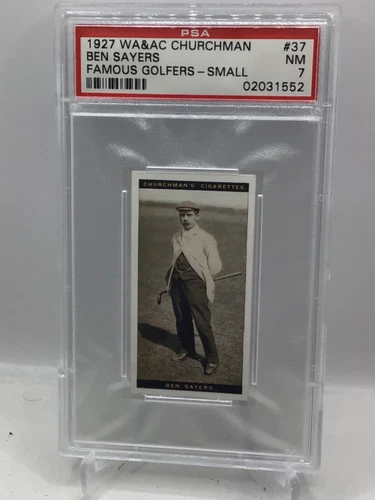 PSA
1927 WA&AC CHURCHMAN #37
BEN SAYERS NM
FAMOUS GOLFERS - SMALL 7
02031552
CHURCHMAN'S CIGARETTES.
BEN SAYERS.